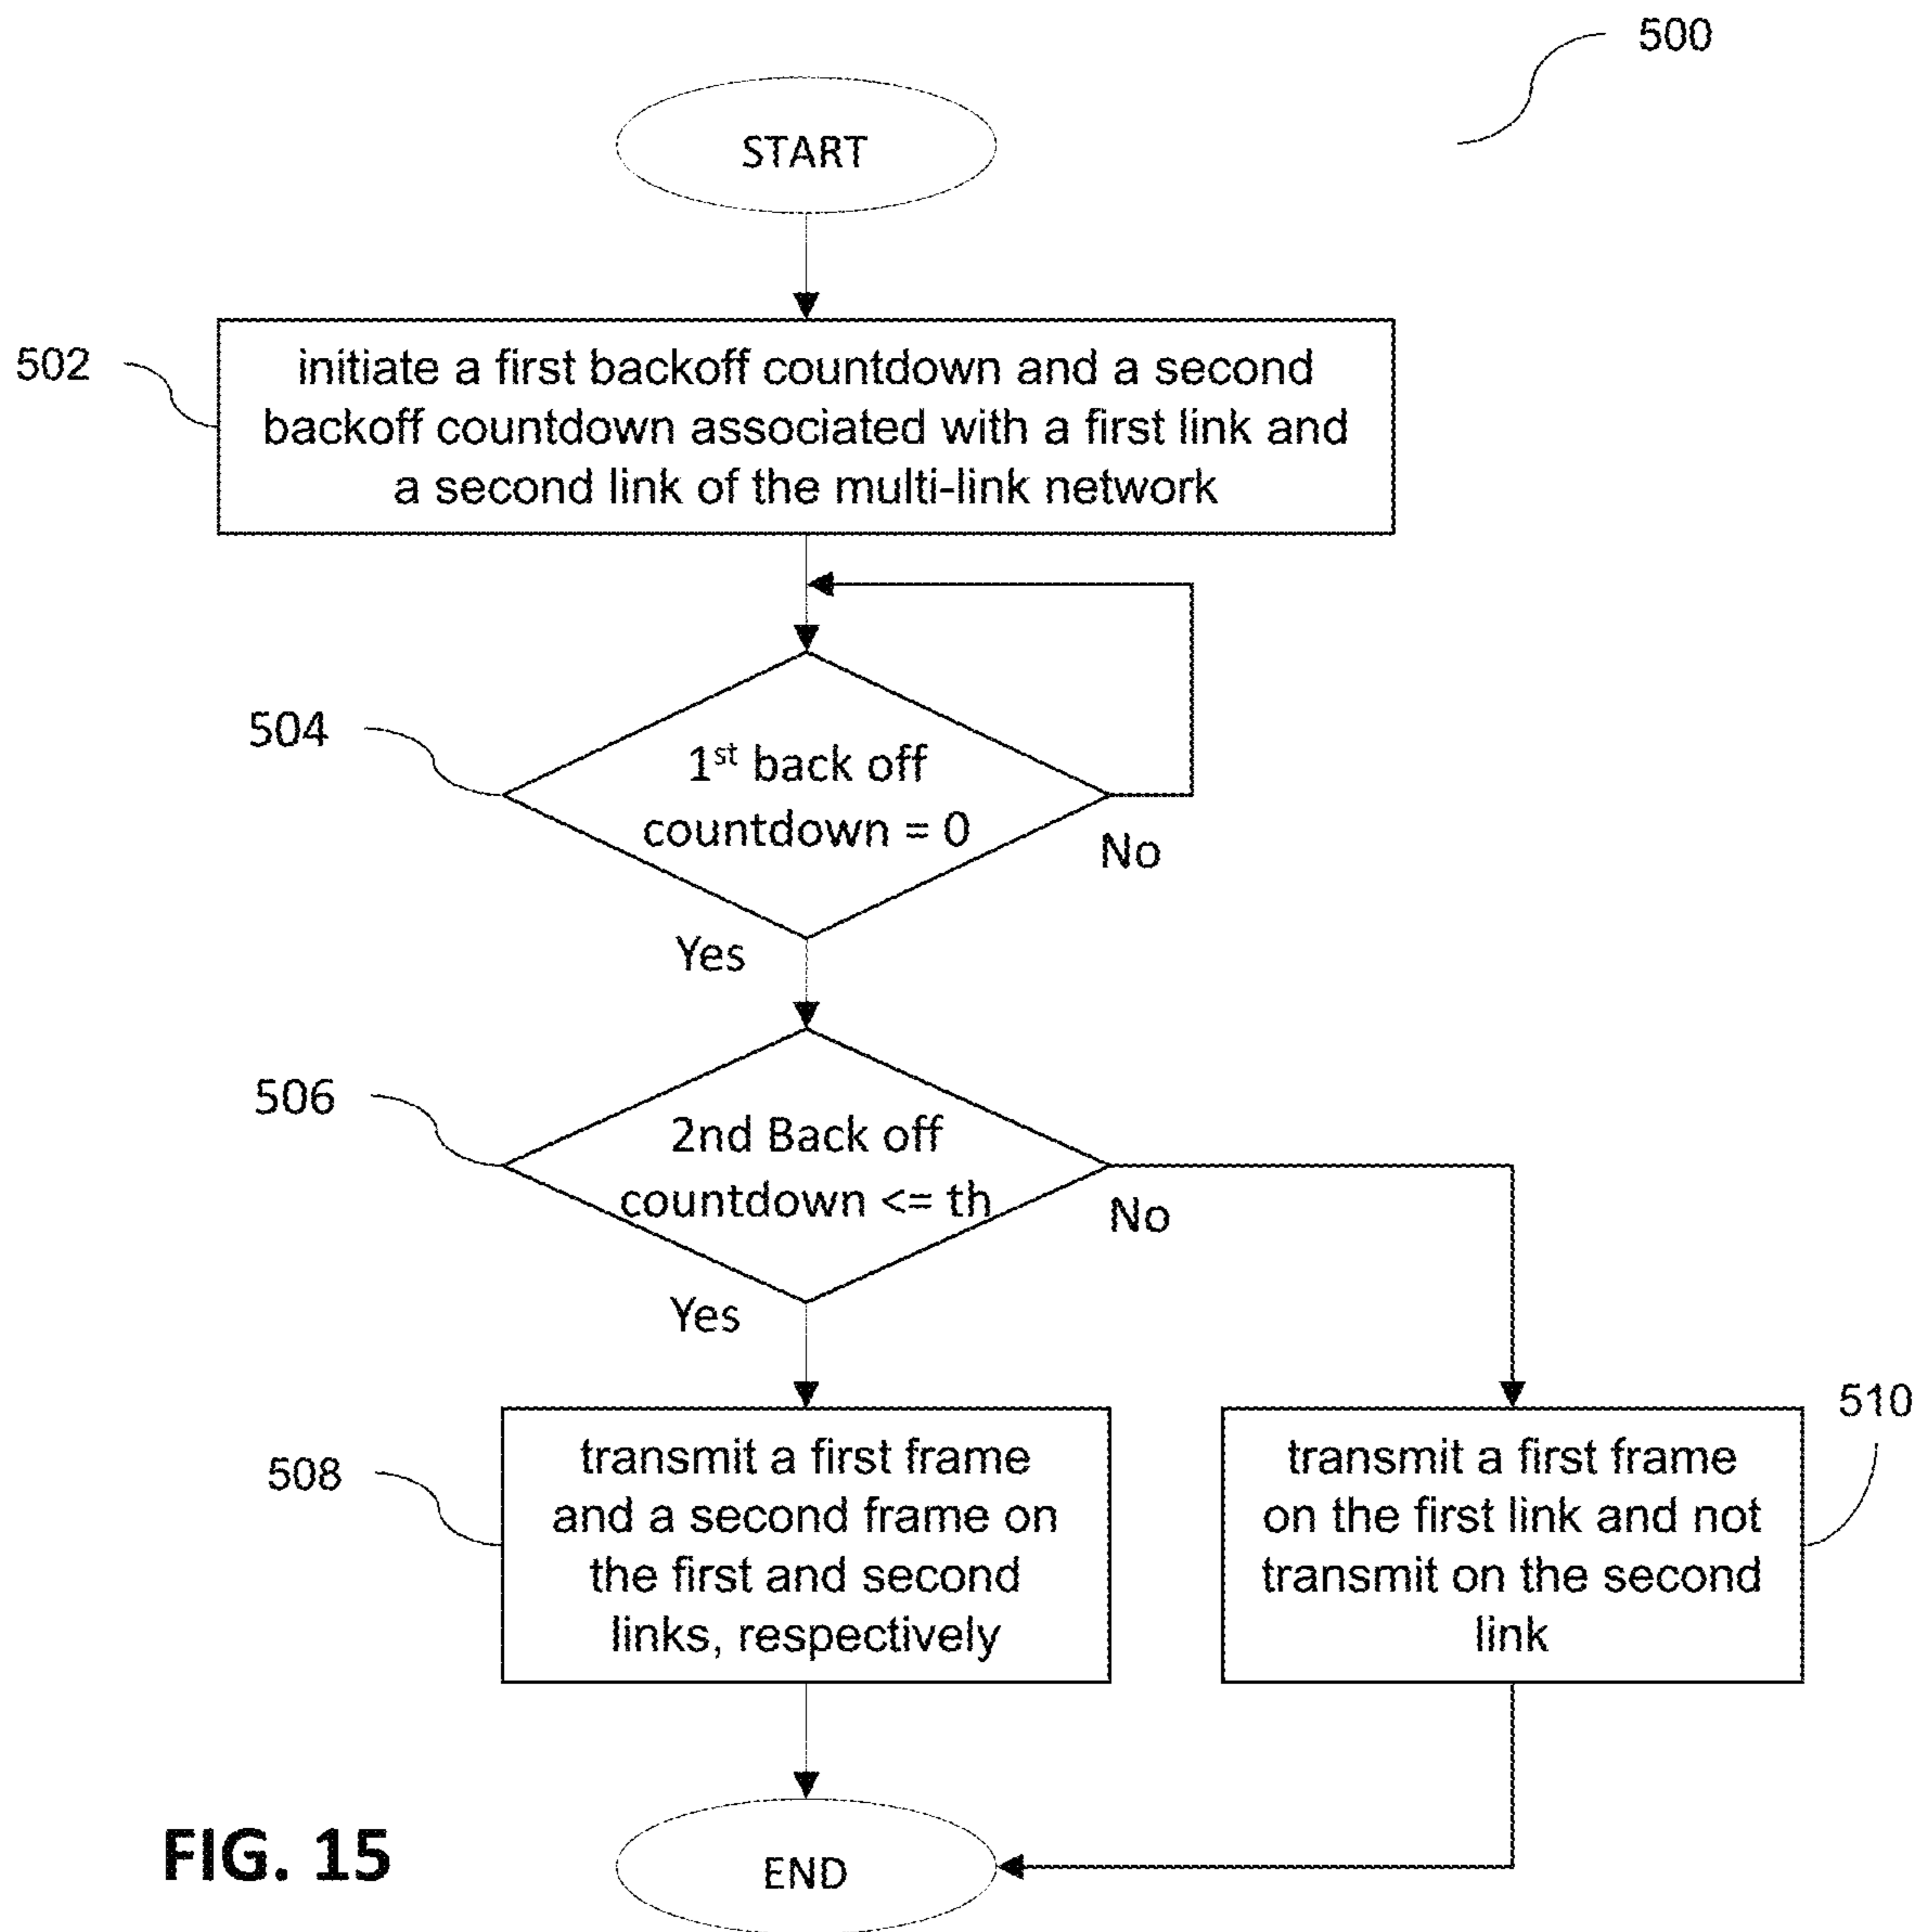 500
START
502
initiate a first backoff countdown and a second
backoff countdown associated with a first link and
a second link of the multi-link network
504
1st back off
countdown = 0
No
Yes
506
2nd Back off
countdown <= th
No
Yes
508
transmit a first frame
and a second frame on
the first and second
links, respectively
510
transmit a first frame
on the first link and not
transmit on the second
link
FIG. 15
END